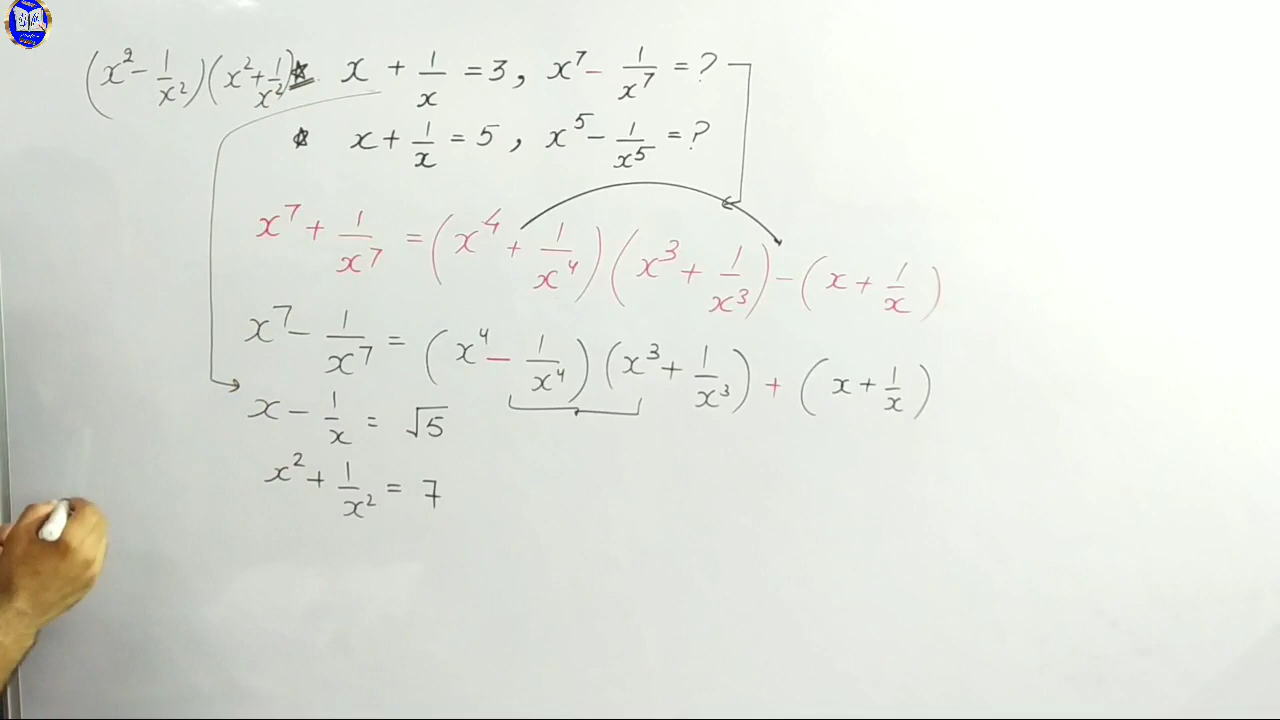 (x² - 1/x²)(x² + 1/x²)
x + 1/x = 3, x⁷ - 1/x⁷ = ?
x + 1/x = 5, x⁵ - 1/x⁵ = ?
x⁷ + 1/x⁷ = (x⁴ + 1/x⁴)(x³ + 1/x³) - (x + 1/x)
x⁷ - 1/x⁷ = (x⁴ - 1/x⁴)(x³ + 1/x³) + (x + 1/x)
x - 1/x = √5
x² + 1/x² = 7